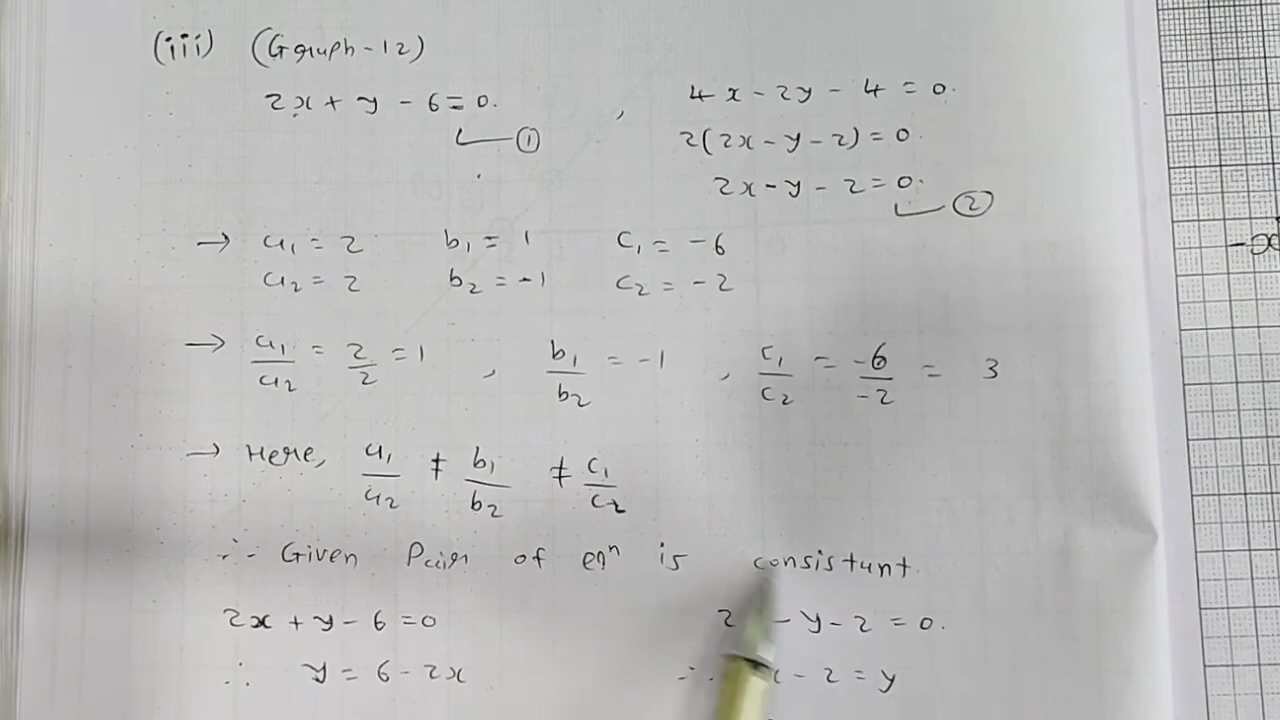 (iii) (Graph-12)
2x + y - 6 = 0. , 4x - 2y - 4 = 0.
① 2(2x - y - 2) = 0.
2x - y - 2 = 0.
②
→ a₁ = 2 b₁ = 1 c₁ = -6
a₂ = 2 b₂ = -1 c₂ = -2
→ a₁/a₂ = 2/2 = 1 , b₁/b₂ = -1 , c₁/c₂ = -6/-2 = 3
→ Here, a₁/a₂ ≠ b₁/b₂ ≠ c₁/c₂
∴ Given Pair of eqⁿ is consistant.
2x + y - 6 = 0 2 - y - 2 = 0.
∴ y = 6 - 2x ∴ x - 2 = y